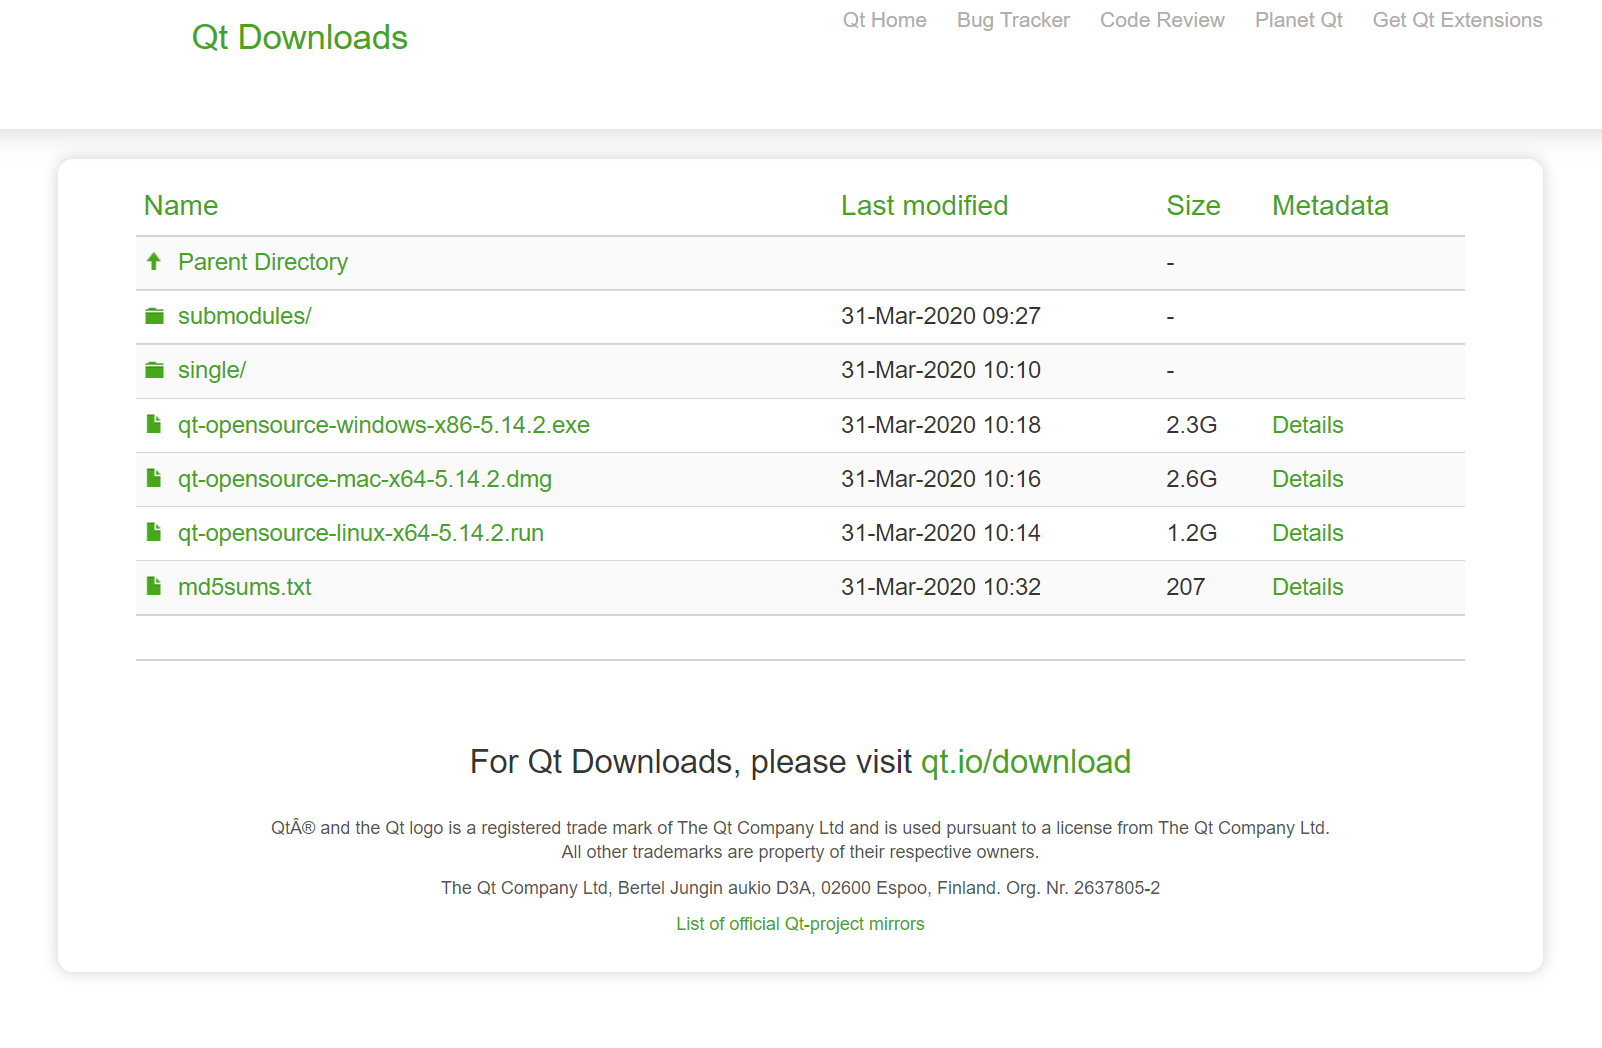 Qt Downloads
Qt Home Bug Tracker Code Review Planet Qt Get Qt Extensions
Name Last modified Size Metadata
Parent Directory -
submodules/ 31-Mar-2020 09:27 -
single/ 31-Mar-2020 10:10 -
qt-opensource-windows-x86-5.14.2.exe 31-Mar-2020 10:18 2.3G Details
qt-opensource-mac-x64-5.14.2.dmg 31-Mar-2020 10:16 2.6G Details
qt-opensource-linux-x64-5.14.2.run 31-Mar-2020 10:14 1.2G Details
md5sums.txt 31-Mar-2020 10:32 207 Details
For Qt Downloads, please visit qt.io/download
QtÂ® and the Qt logo is a registered trade mark of The Qt Company Ltd and is used pursuant to a license from The Qt Company Ltd.
All other trademarks are property of their respective owners.
The Qt Company Ltd, Bertel Jungin aukio D3A, 02600 Espoo, Finland. Org. Nr. 2637805-2
List of official Qt-project mirrors